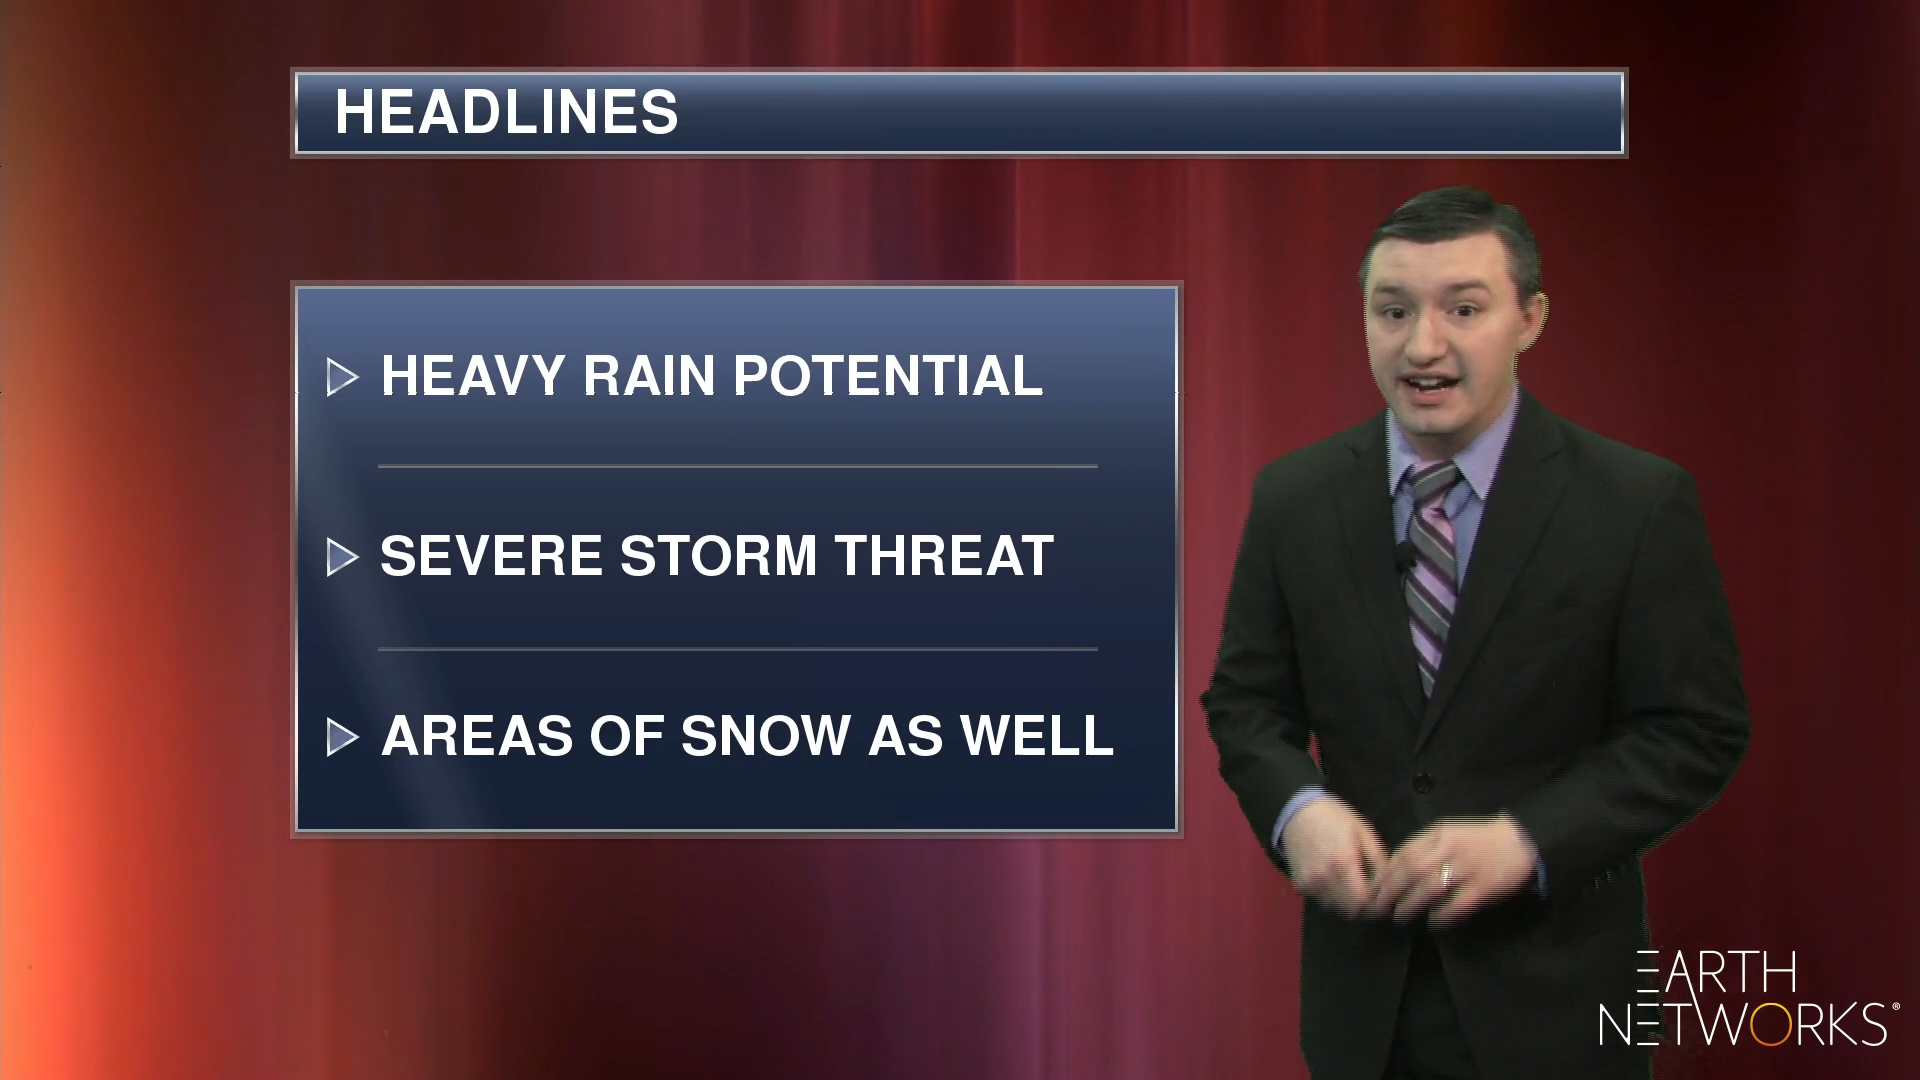 HEADLINES
HEAVY RAIN POTENTIAL
SEVERE STORM THREAT
AREAS OF SNOW AS WELL
EARTH
NETWORKS®